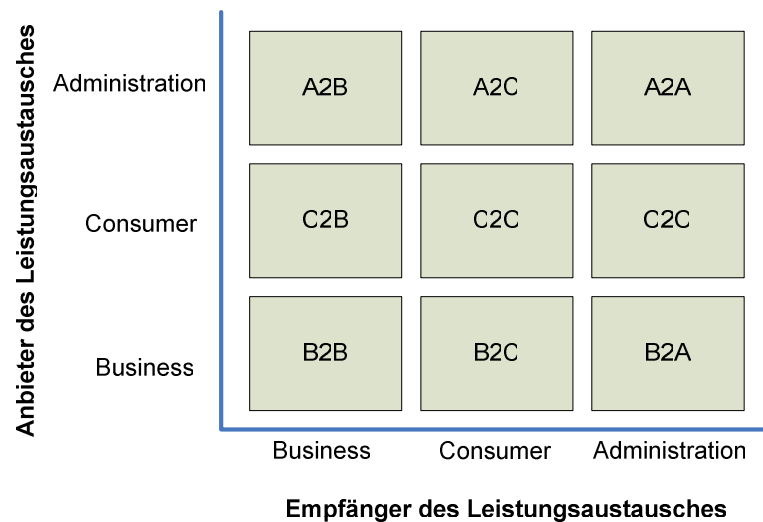 Anbieter des Leistungsaustausches
Administration
A2B
A2C
A2A
Consumer
C2B
C2C
C2C
Business
B2B
B2C
B2A
Business
Consumer
Administration
Empfänger des Leistungsaustausches